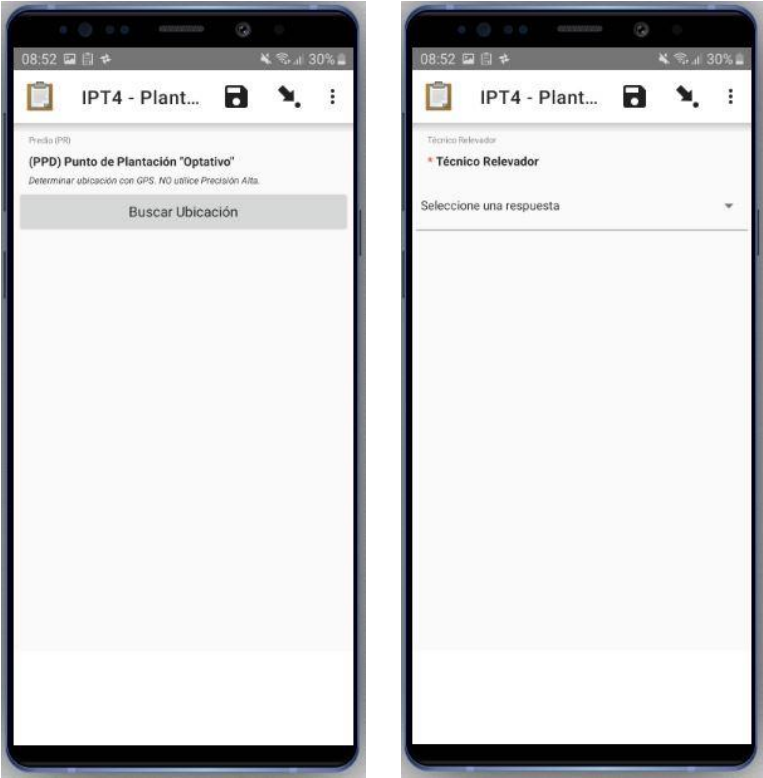 08:52
30%
IPT4 - Plant...
Predio (PR)
(PPD) Punto de Plantación "Optativo"
Determinar ubicación con GPS. NO utilice Precisión Alta.
Buscar Ubicación
08:52
30%
IPT4 - Plant...
Técnico Relevador
* Técnico Relevador
Seleccione una respuesta